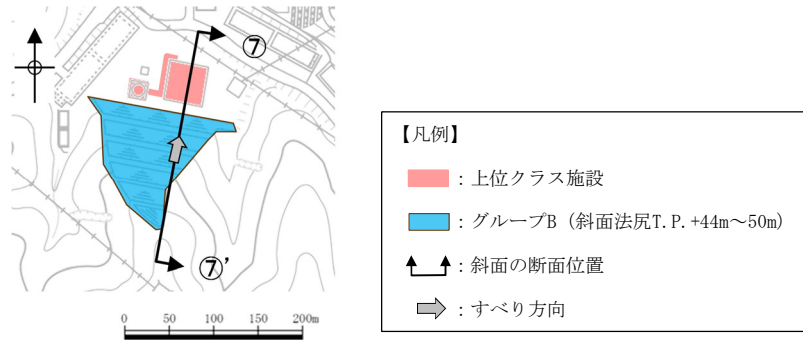 ⑦
⑦’
0 50 100 150 200m
【凡例】
：上位クラス施設
：グループB（斜面法尻T.P.+44m～50m）
：斜面の断面位置
：すべり方向